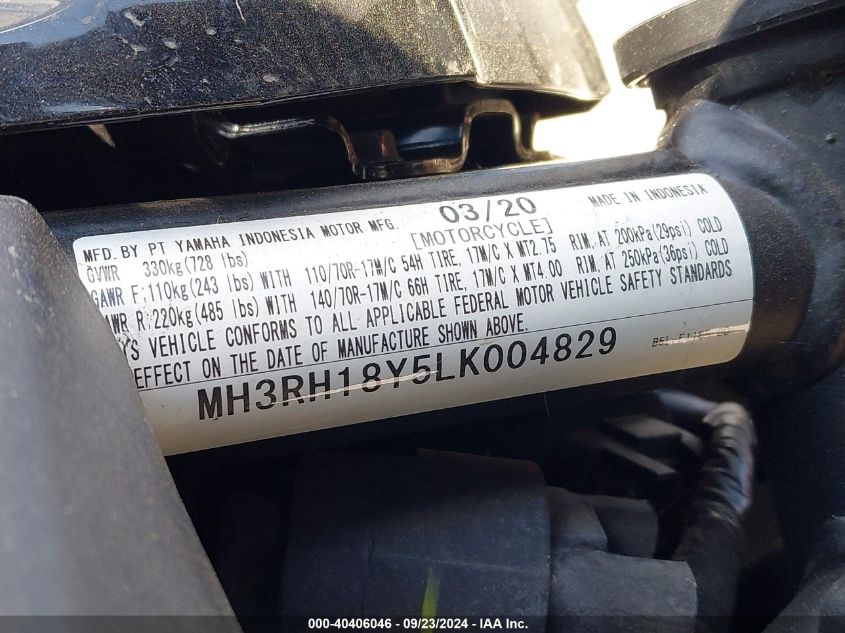 MFD. BY PT YAMAHA INDONESIA MOTOR MFG. 03/20 MADE IN INDONESIA
GVWR 330kg(728 lbs) [MOTORCYCLE]
GAWR F:110kg(243 lbs) WITH 110/70R-17M/C 54H TIRE, 17M/C X MT2.75 RIM, AT 200kPa(29psi) COLD
AWR R:220kg(485 lbs) WITH 140/70R-17M/C 66H TIRE, 17M/C X MT4.00 RIM, AT 250kPa(36psi) COLD
S VEHICLE CONFORMS TO ALL APPLICABLE FEDERAL MOTOR VEHICLE SAFETY STANDARDS
EFFECT ON THE DATE OF MANUFACTURE SHOWN ABOVE.
MH3RH18Y5LK004829
000-40406046 - 09/23/2024 - IAA Inc.